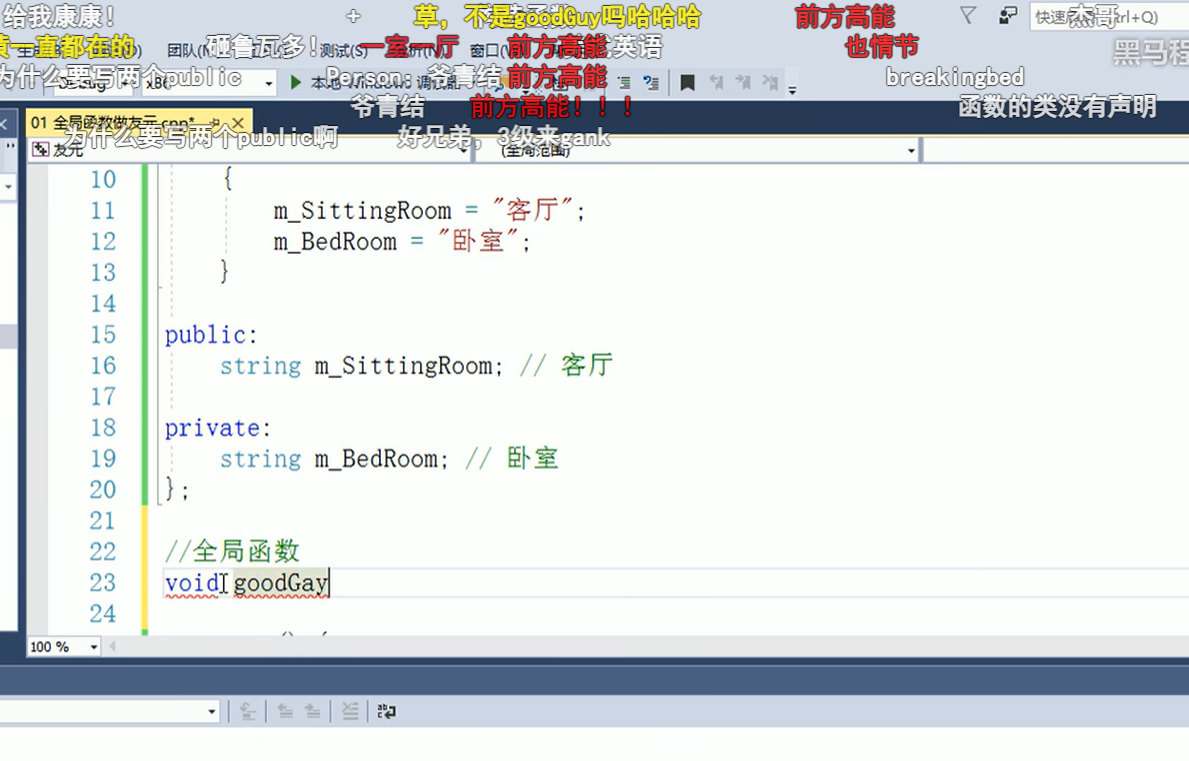 给我康康！
草，不是goodGuy吗哈哈哈
前方高能
杰哥
一直都在的
团队
砸鲁瓦多！
测试(S)
一室一厅
窗口
前方高能
英语
也情节
黑马程
为什么要写两个public
x86
Person：爷青结
前方高能
breakingbed
爷青结
前方高能！！！
函数的类没有声明
01 全局函数做友元.cpp*
为什么要写两个public啊
好兄弟，3级来gank
友元
(全局范围)
10 {
11 m_SittingRoom = "客厅";
12 m_BedRoom = "卧室";
13 }
14
15 public:
16 string m_SittingRoom; // 客厅
17
18 private:
19 string m_BedRoom; // 卧室
20 };
21
22 //全局函数
23 void goodGay
24
100 %